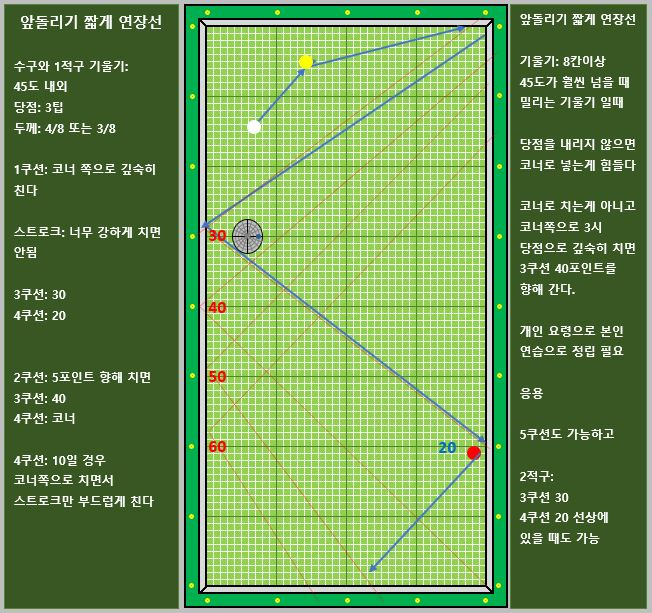 앞돌리기 짧게 연장선
수구와 1적구 기울기:
45도 내외
당점: 3팁
두께: 4/8 또는 3/8
1쿠션: 코너 쪽으로 깊숙히
친다
스트로크: 너무 강하게 치면
안됨
3쿠션: 30
4쿠션: 20
2쿠션: 5포인트 향해 치면
3쿠션: 40
4쿠션: 코너
4쿠션: 10일 경우
코너쪽으로 치면서
스트로크만 부드럽게 친다
30
40
50
60
20
앞돌리기 짧게 연장선
기울기: 8칸이상
45도가 훨씬 넘을 때
밀리는 기울기 일때
당점을 내리지 않으면
코너로 넣는게 힘들다
코너로 치는게 아니고
코너쪽으로 3시
당점으로 깊숙히 치면
3쿠션 40포인트를
향해 간다.
개인 요령으로 본인
연습으로 정립 필요
응용
5쿠션도 가능하고
2적구:
3쿠션 30
4쿠션 20 선상에
있을 때도 가능